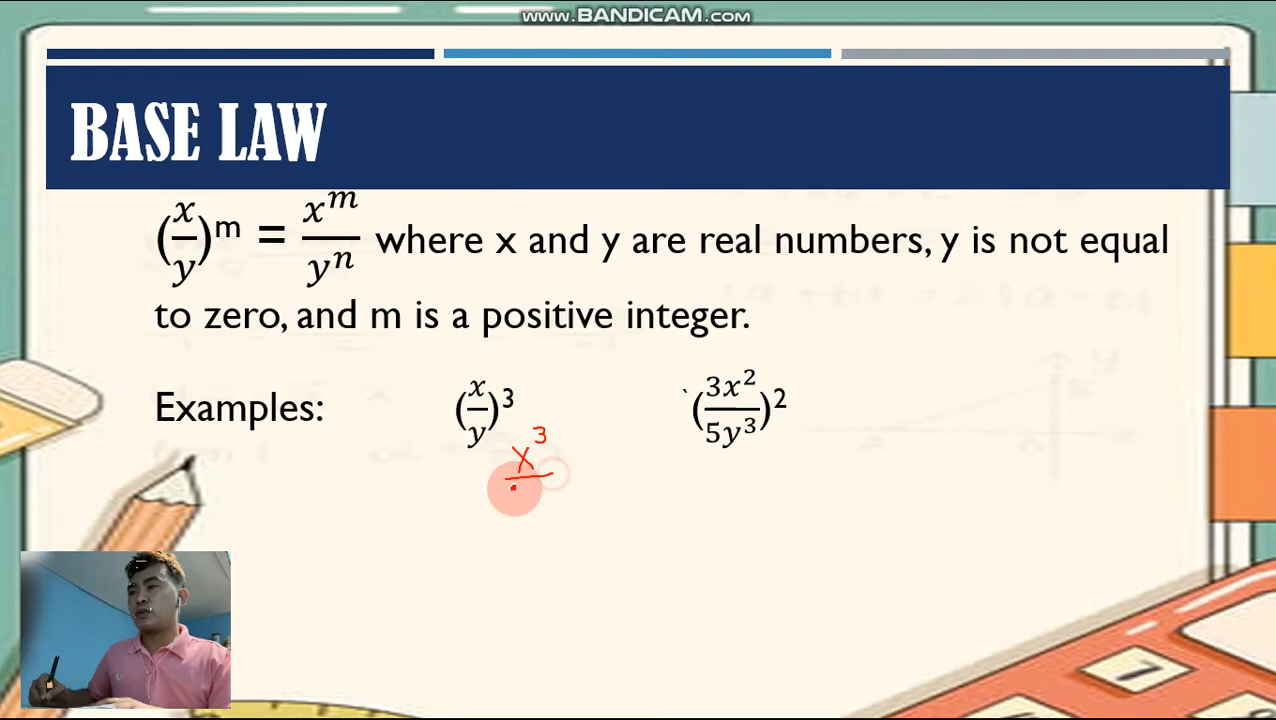 www.BANDICAM.com
BASE LAW
(x/y)^m = x^m/y^n where x and y are real numbers, y is not equal
to zero, and m is a positive integer.
Examples: (x/y)^3 `(3x^2/5y^3)^2
x^3
7